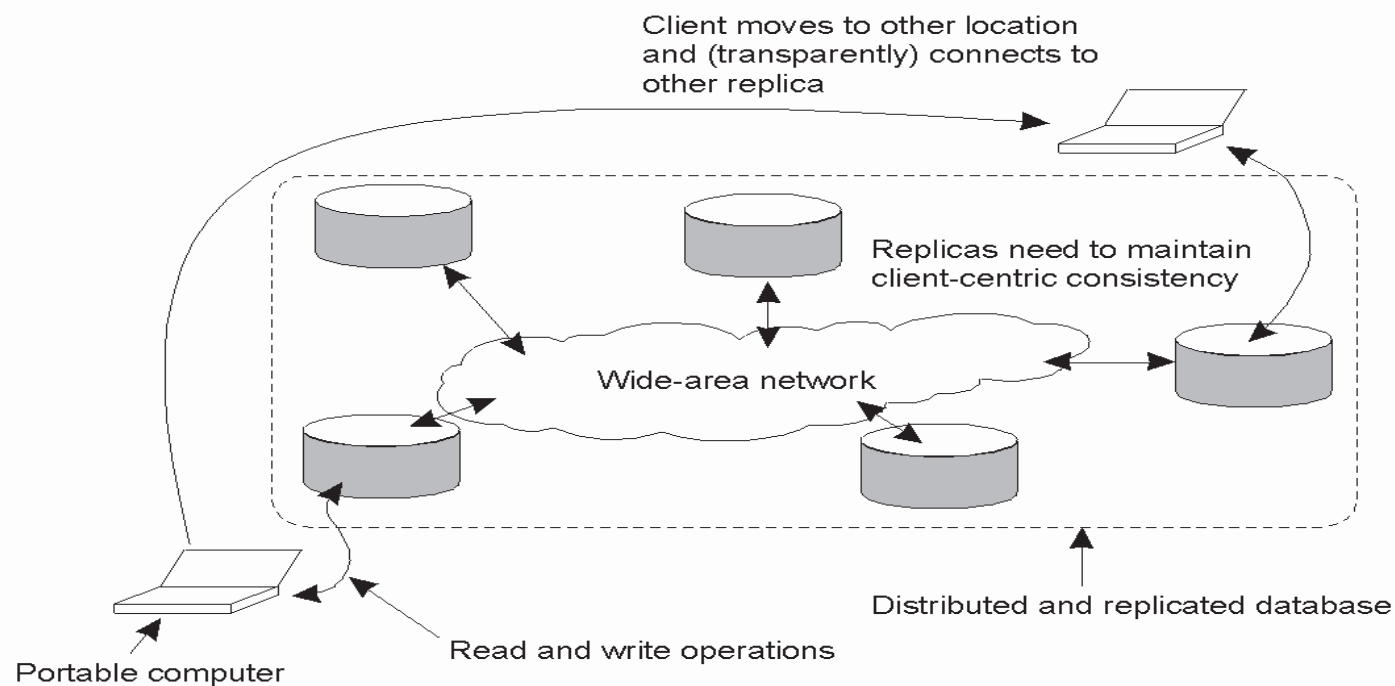 Client moves to other location
and (transparently) connects to
other replica
Replicas need to maintain
client-centric consistency
Wide-area network
Distributed and replicated database
Read and write operations
Portable computer